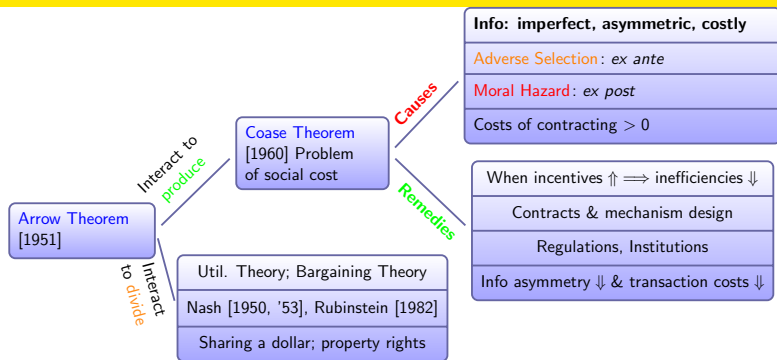 Info: imperfect, asymmetric, costly
Adverse Selection: ex ante
Moral Hazard: ex post
Costs of contracting > 0
Causes
Coase Theorem
[1960] Problem
of social cost
Interact to
produce
Remedies
When incentives ⇑ ⟹ inefficiencies ⇓
Contracts & mechanism design
Regulations, Institutions
Info asymmetry ⇓ & transaction costs ⇓
Arrow Theorem
[1951]
Interact
to divide
Util. Theory; Bargaining Theory
Nash [1950, '53], Rubinstein [1982]
Sharing a dollar; property rights